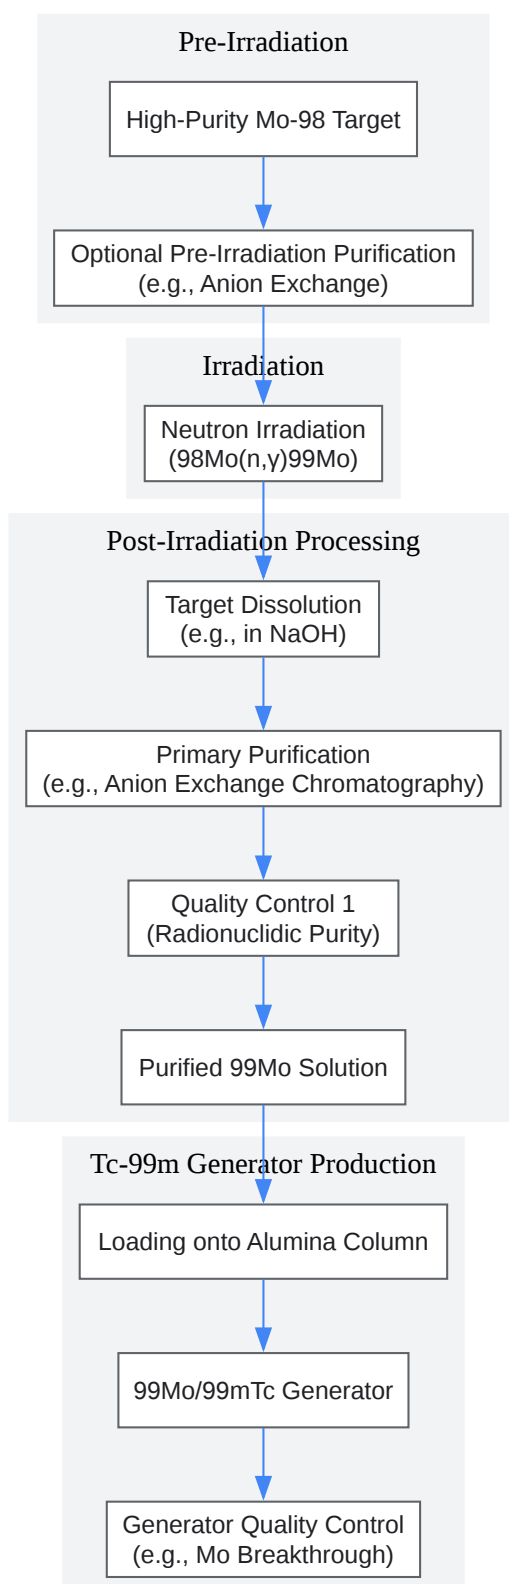 Pre-Irradiation
High-Purity Mo-98 Target
Optional Pre-Irradiation Purification
(e.g., Anion Exchange)
Irradiation
Neutron Irradiation
(98Mo(n,γ)99Mo)
Post-Irradiation Processing
Target Dissolution
(e.g., in NaOH)
Primary Purification
(e.g., Anion Exchange Chromatography)
Quality Control 1
(Radionuclidic Purity)
Purified 99Mo Solution
Tc-99m Generator Production
Loading onto Alumina Column
99Mo/99mTc Generator
Generator Quality Control
(e.g., Mo Breakthrough)